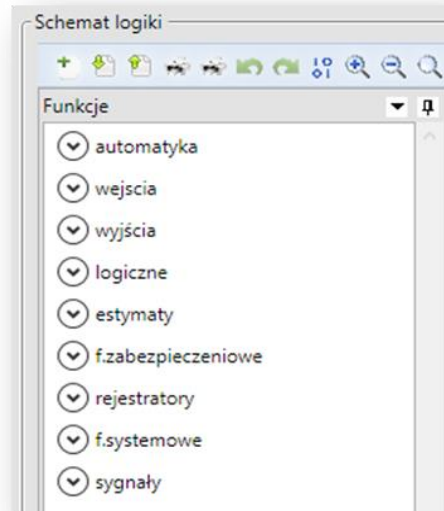 Schemat logiki
Funkcje
automatyka
wejscia
wyjścia
logiczne
estymaty
f.zabezpieczeniowe
rejestratory
f.systemowe
sygnały